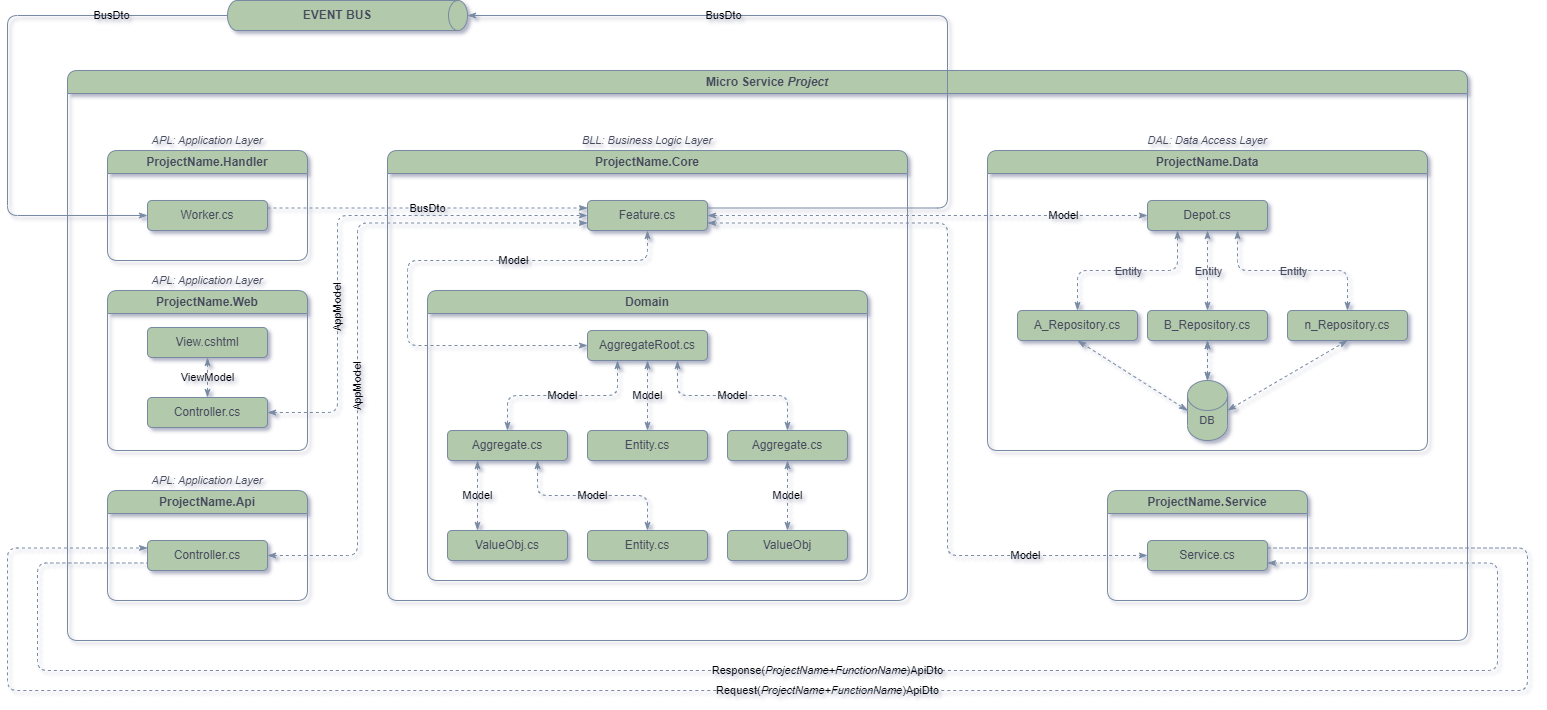 BusDto
EVENT BUS
BusDto
Micro Service Project
APL: Application Layer
ProjectName.Handler
Worker.cs
BusDto
APL: Application Layer
ProjectName.Web
View.cshtml
ViewModel
Controller.cs
AppModel
AppModel
APL: Application Layer
ProjectName.Api
Controller.cs
BLL: Business Logic Layer
ProjectName.Core
Feature.cs
Model
Domain
AggregateRoot.cs
Model
Model
Model
Aggregate.cs
Entity.cs
Aggregate.cs
Model
Model
Model
ValueObj.cs
Entity.cs
ValueObj
DAL: Data Access Layer
ProjectName.Data
Model
Depot.cs
Entity
Entity
Entity
A_Repository.cs
B_Repository.cs
n_Repository.cs
DB
ProjectName.Service
Model
Service.cs
Response(ProjectName+FunctionName)ApiDto
Request(ProjectName+FunctionName)ApiDto